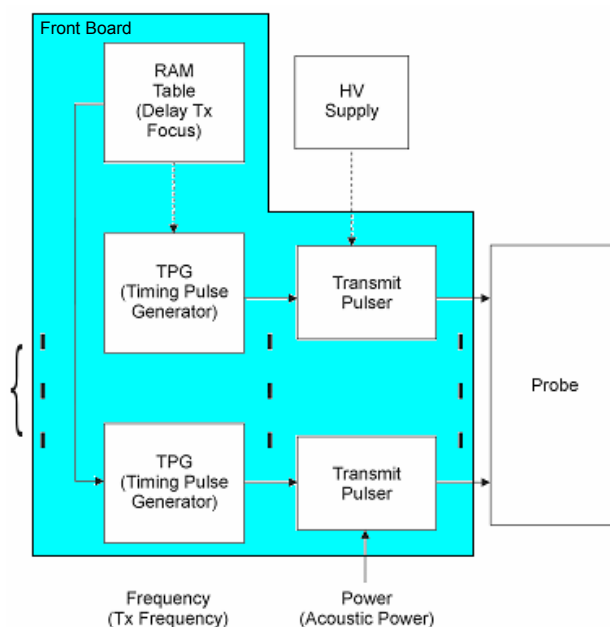 Front Board
RAM
Table
(Delay Tx
Focus)
HV
Supply
TPG
(Timing Pulse
Generator)
Transmit
Pulser
Probe
TPG
(Timing Pulse
Generator)
Transmit
Pulser
Frequency
(Tx Frequency)
Power
(Acoustic Power)